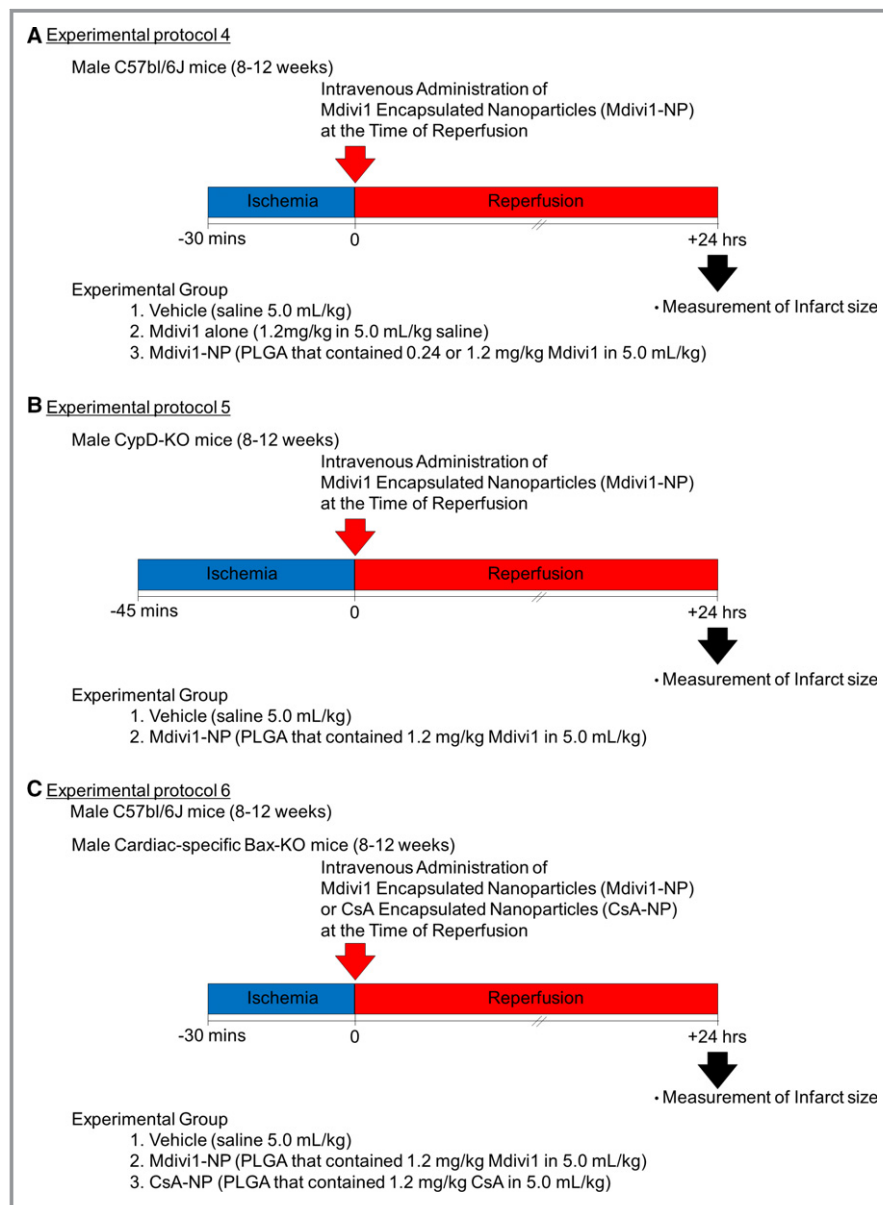 A Experimental protocol 4
Male C57bl/6J mice (8-12 weeks)
Intravenous Administration of
Mdivi1 Encapsulated Nanoparticles (Mdivi1-NP)
at the Time of Reperfusion
Ischemia Reperfusion
-30 mins 0 +24 hrs
Experimental Group
• Measurement of Infarct size
1. Vehicle (saline 5.0 mL/kg)
2. Mdivi1 alone (1.2mg/kg in 5.0 mL/kg saline)
3. Mdivi1-NP (PLGA that contained 0.24 or 1.2 mg/kg Mdivi1 in 5.0 mL/kg)
B Experimental protocol 5
Male CypD-KO mice (8-12 weeks)
Intravenous Administration of
Mdivi1 Encapsulated Nanoparticles (Mdivi1-NP)
at the Time of Reperfusion
Ischemia Reperfusion
-45 mins 0 +24 hrs
• Measurement of Infarct size
Experimental Group
1. Vehicle (saline 5.0 mL/kg)
2. Mdivi1-NP (PLGA that contained 1.2 mg/kg Mdivi1 in 5.0 mL/kg)
C Experimental protocol 6
Male C57bl/6J mice (8-12 weeks)
Male Cardiac-specific Bax-KO mice (8-12 weeks)
Intravenous Administration of
Mdivi1 Encapsulated Nanoparticles (Mdivi1-NP)
or CsA Encapsulated Nanoparticles (CsA-NP)
at the Time of Reperfusion
Ischemia Reperfusion
-30 mins 0 +24 hrs
• Measurement of Infarct size
Experimental Group
1. Vehicle (saline 5.0 mL/kg)
2. Mdivi1-NP (PLGA that contained 1.2 mg/kg Mdivi1 in 5.0 mL/kg)
3. CsA-NP (PLGA that contained 1.2 mg/kg CsA in 5.0 mL/kg)